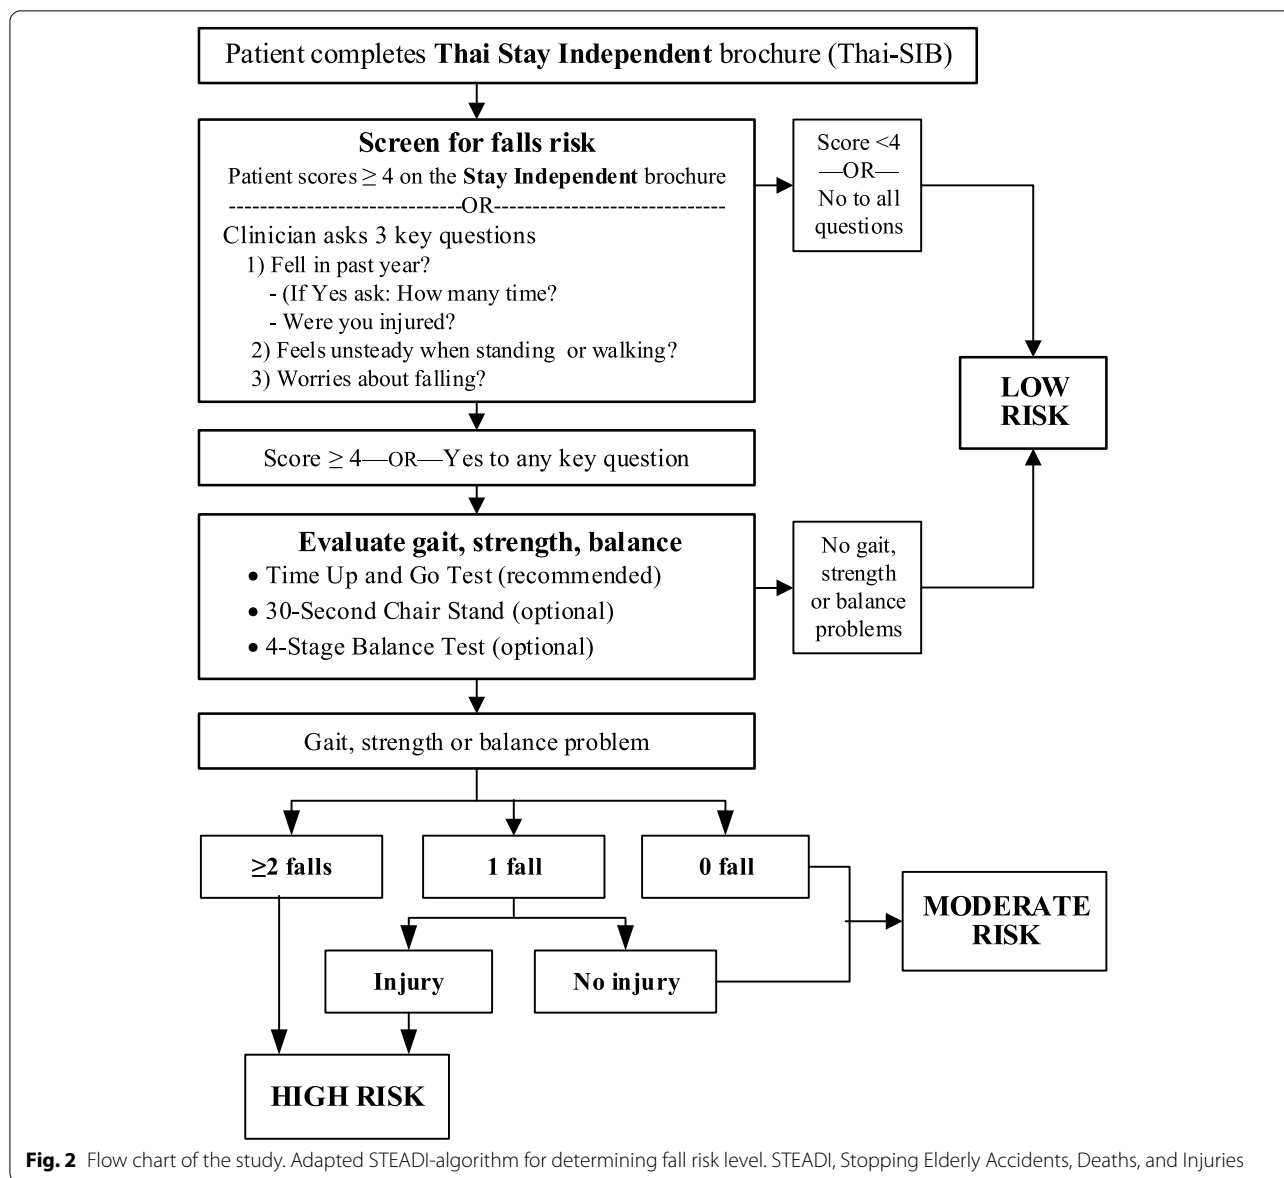 Patient completes Thai Stay Independent brochure (Thai-SIB)
Screen for falls risk
Patient scores ≥ 4 on the Stay Independent brochure
------------------------------OR------------------------------
Clinician asks 3 key questions
1) Fell in past year?
- (If Yes ask: How many time?
- Were you injured?
2) Feels unsteady when standing or walking?
3) Worries about falling?
Score <4
—OR—
No to all
questions
LOW
RISK
Score ≥ 4—OR—Yes to any key question
Evaluate gait, strength, balance
• Time Up and Go Test (recommended)
• 30-Second Chair Stand (optional)
• 4-Stage Balance Test (optional)
No gait,
strength
or balance
problems
Gait, strength or balance problem
≥2 falls
1 fall
0 fall
MODERATE
RISK
Injury
No injury
HIGH RISK
Fig. 2 Flow chart of the study. Adapted STEADI-algorithm for determining fall risk level. STEADI, Stopping Elderly Accidents, Deaths, and Injuries